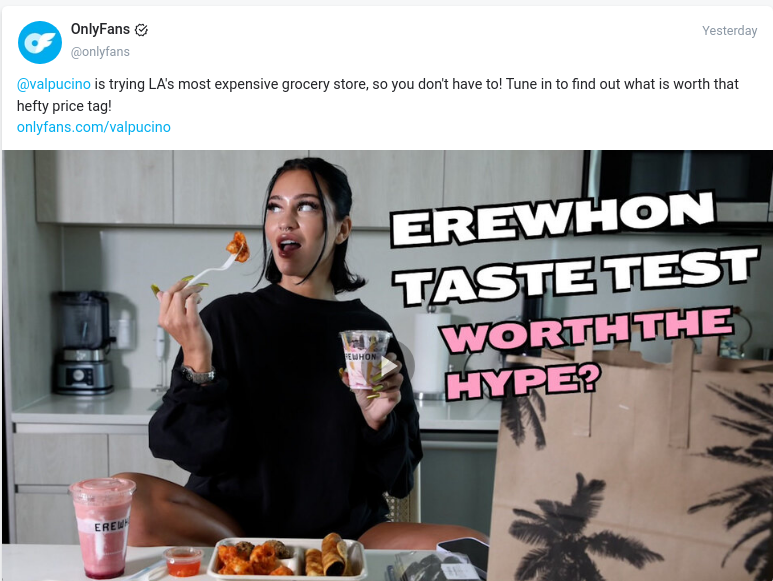 OnlyFans
@onlyfans
Yesterday
@valpucino is trying LA's most expensive grocery store, so you don't have to! Tune in to find out what is worth that
hefty price tag!
onlyfans.com/valpucino
EREWHON
TASTE TEST
WORTH THE
HYPE?
EWHON
EREWH